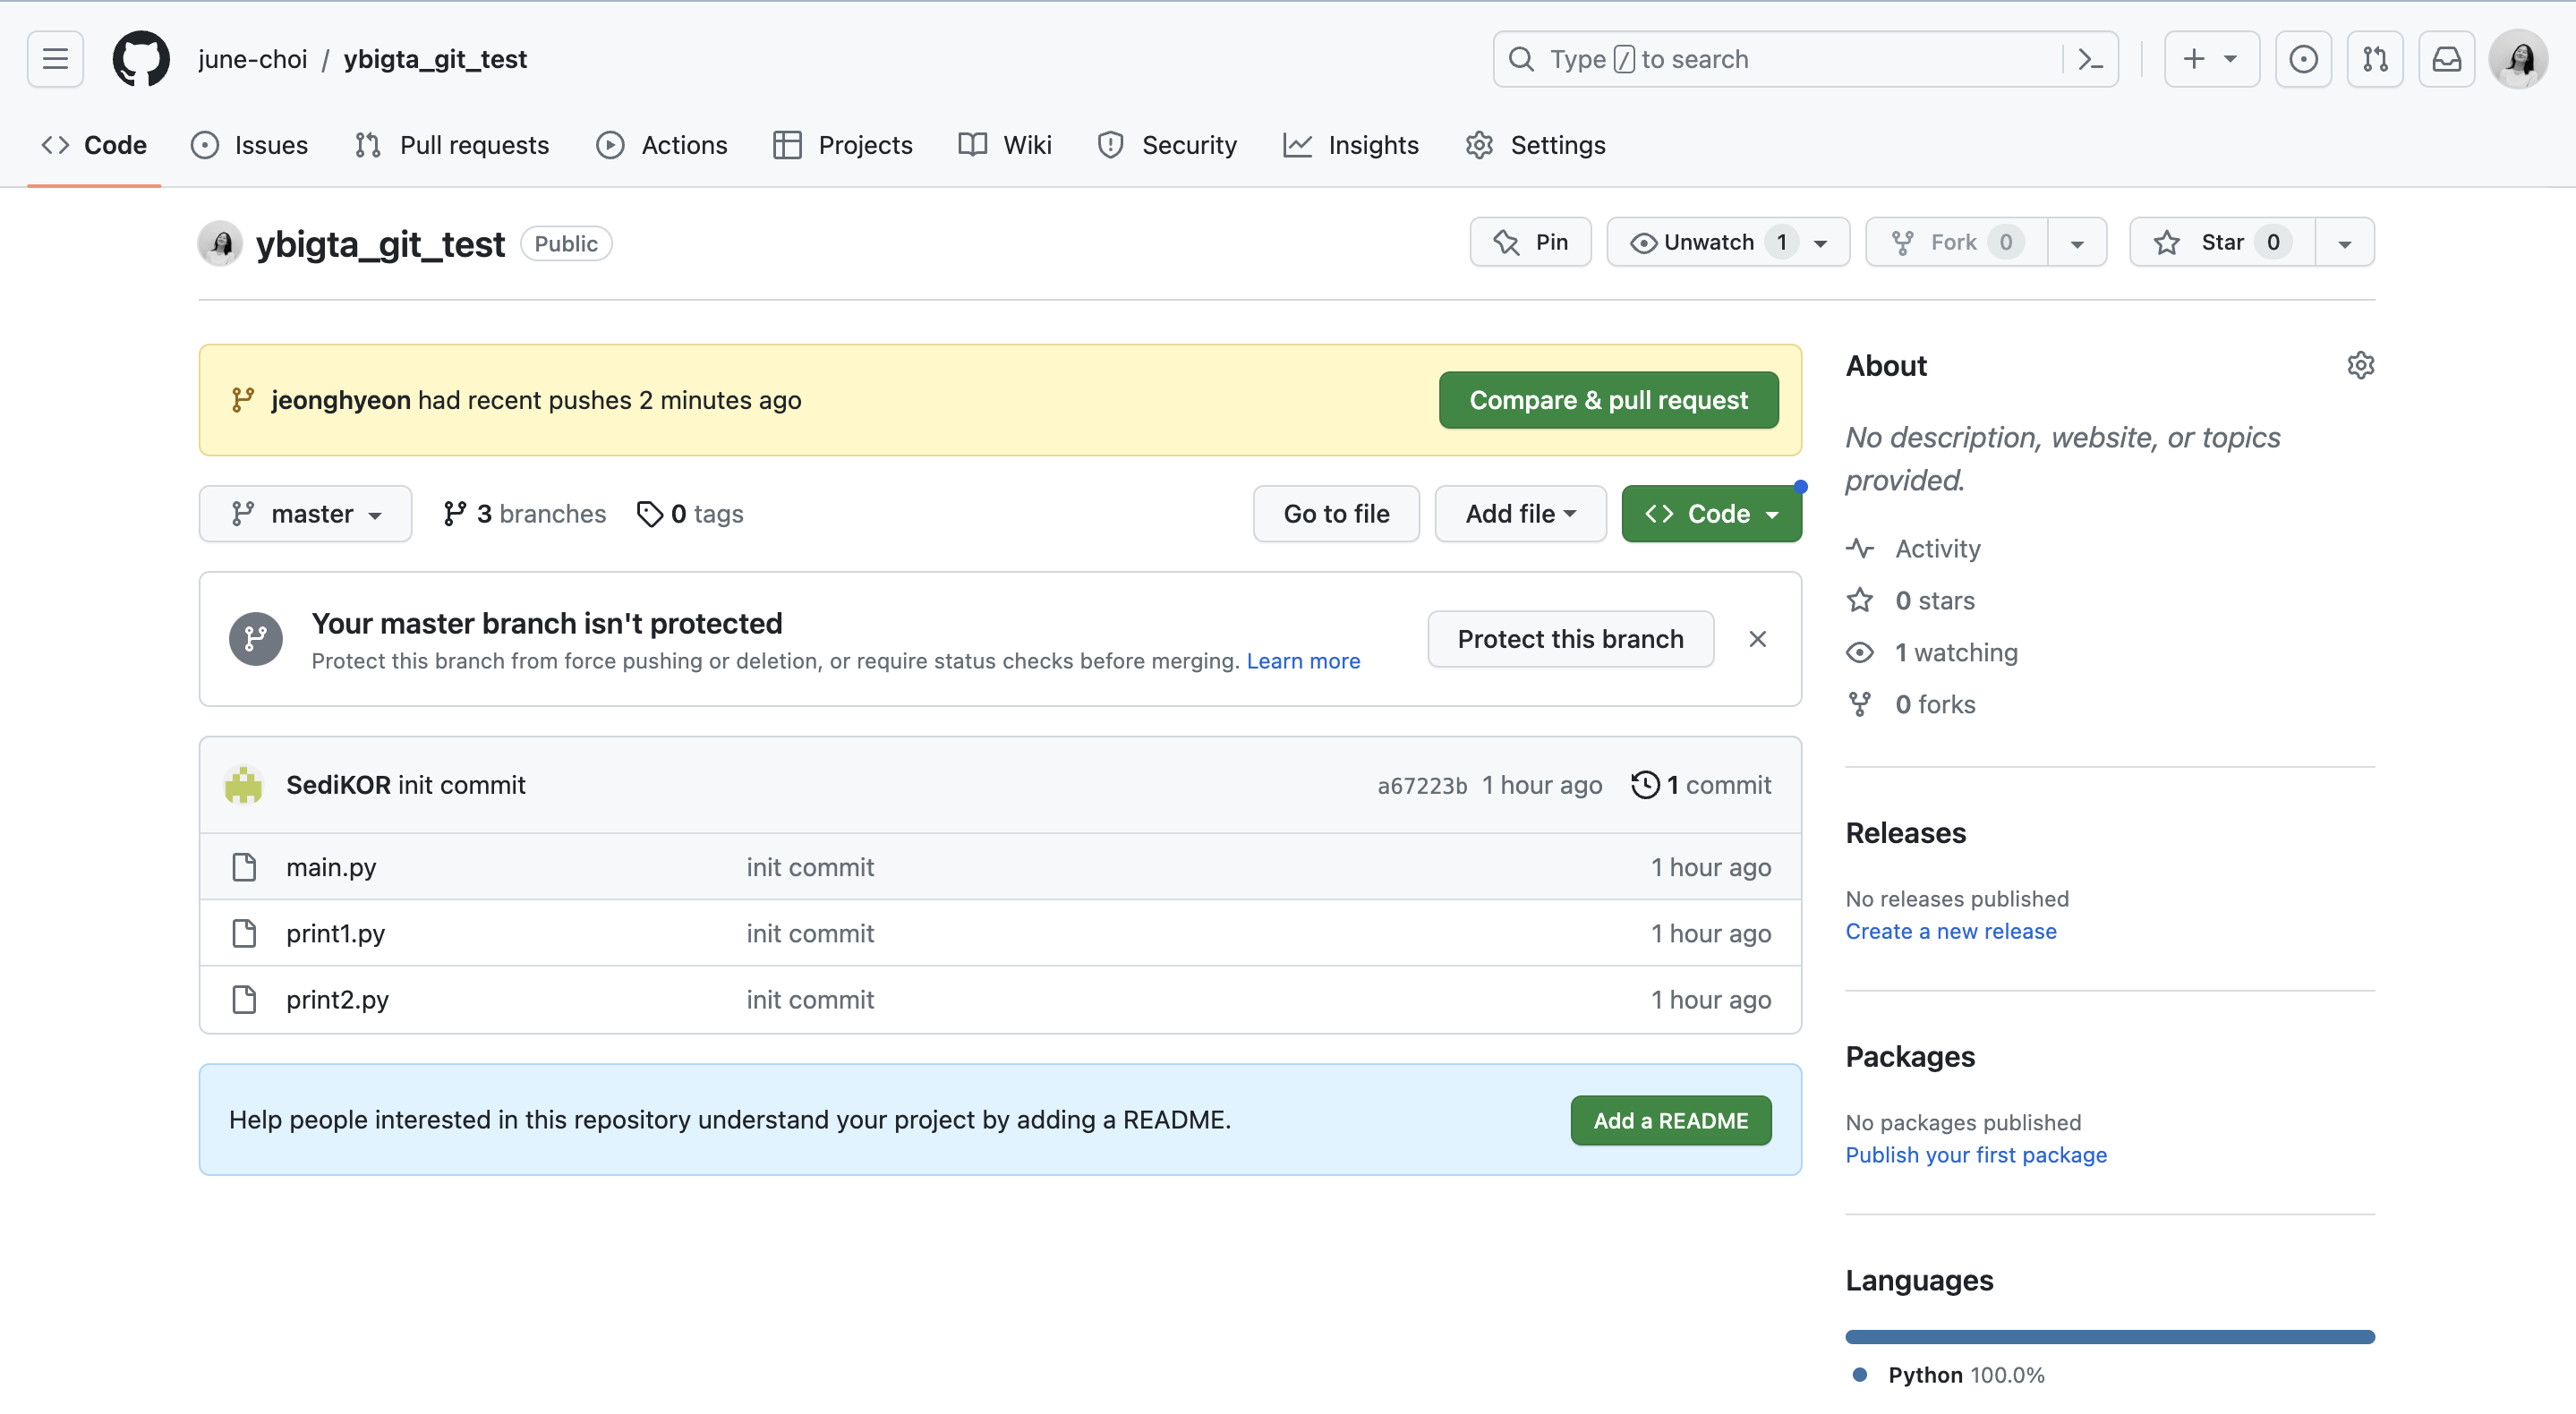 june-choi / ybigta_git_test
Type / to search
Code Issues Pull requests Actions Projects Wiki Security Insights Settings
ybigta_git_test Public
Pin Unwatch 1 Fork 0 Star 0
jeonghyeon had recent pushes 2 minutes ago Compare & pull request
master 3 branches 0 tags Go to file Add file Code
Your master branch isn't protected
Protect this branch from force pushing or deletion, or require status checks before merging. Learn more
Protect this branch
SediKOR init commit a67223b 1 hour ago 1 commit
main.py init commit 1 hour ago
print1.py init commit 1 hour ago
print2.py init commit 1 hour ago
Help people interested in this repository understand your project by adding a README. Add a README
About
No description, website, or topics
provided.
Activity
0 stars
1 watching
0 forks
Releases
No releases published
Create a new release
Packages
No packages published
Publish your first package
Languages
Python 100.0%